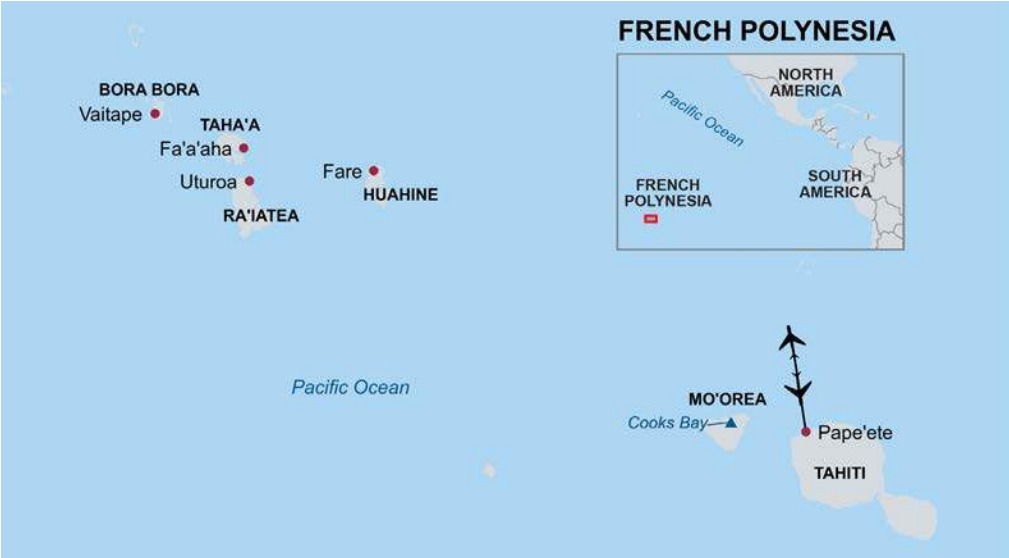 FRENCH POLYNESIA
BORA BORA
Vaitape
TAHA'A
Fa'a'aha
Uturoa
RA'IATEA
Fare
HUAHINE
NORTH
AMERICA
Pacific Ocean
SOUTH
AMERICA
FRENCH
POLYNESIA
Pacific Ocean
MO'OREA
Cooks Bay
Pape'ete
TAHITI